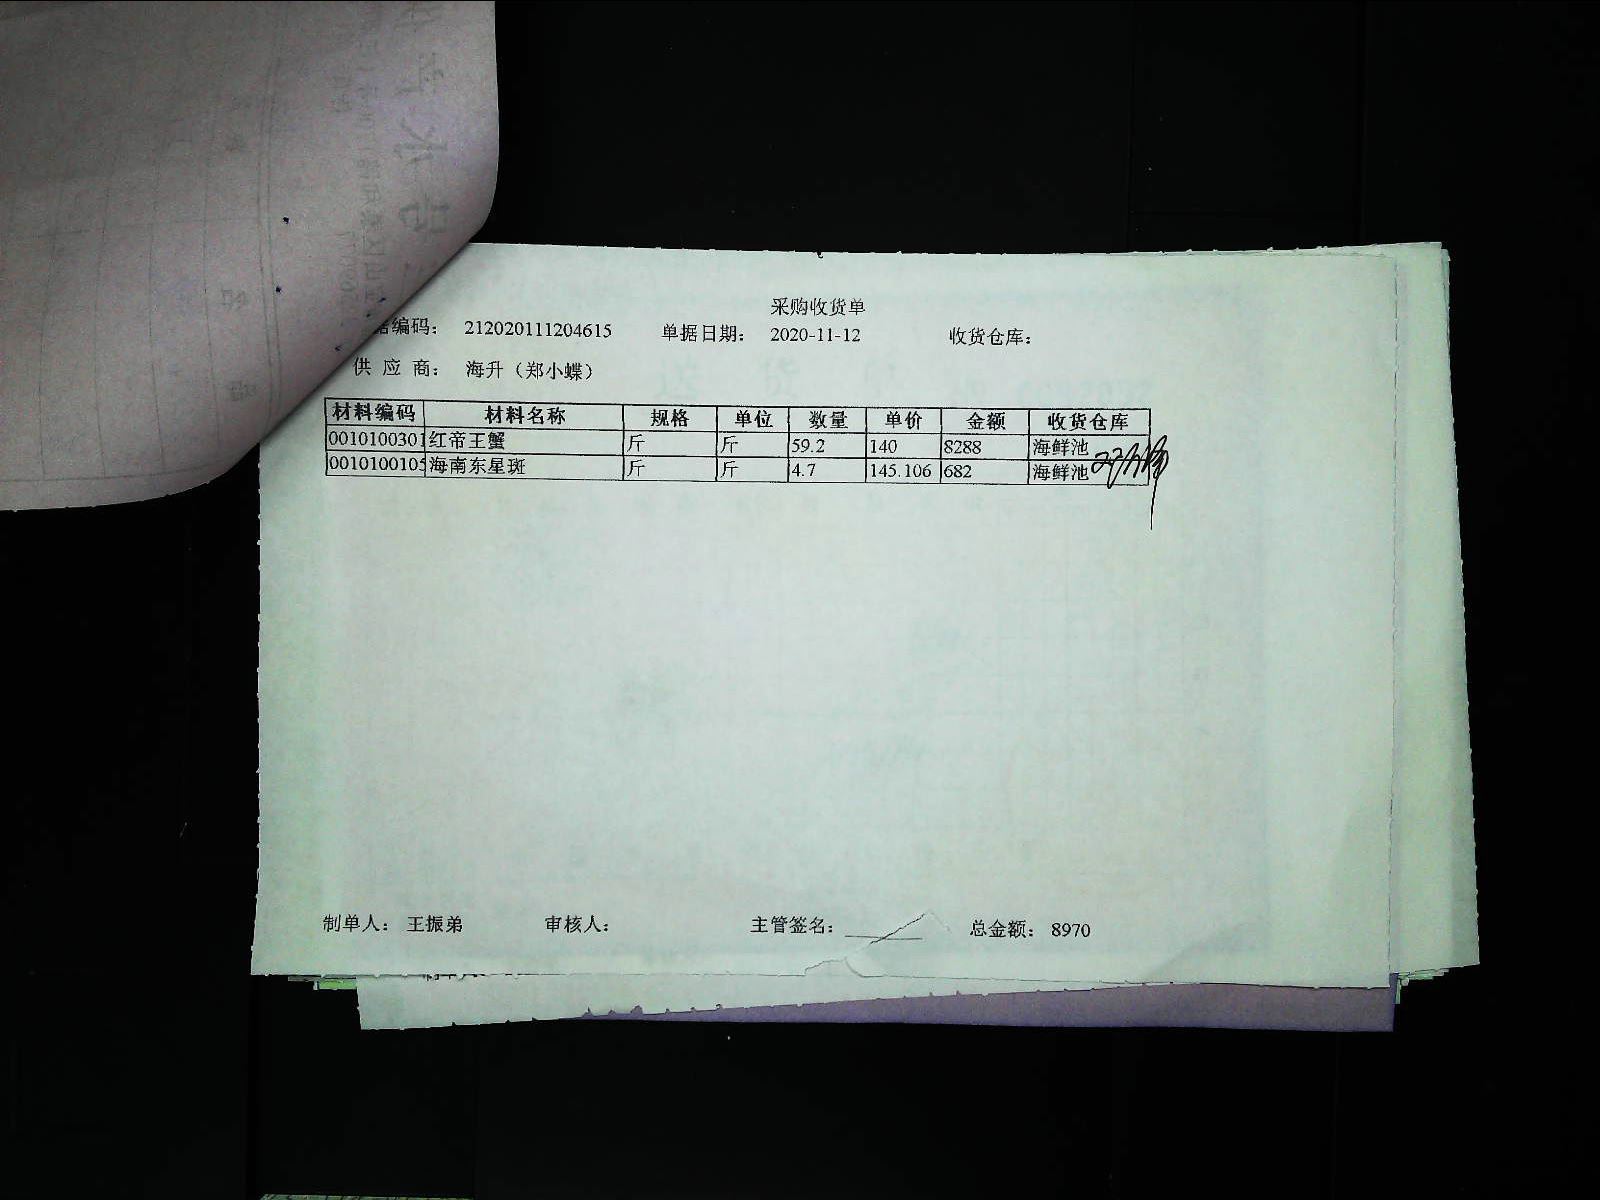 采购收货单
据编码： 212020111204615 单据日期： 2020-11-12 收货仓库：
供 应 商： 海升（郑小蝶）
材料编码 材料名称 规格 单位 数量 单价 金额 收货仓库
0010100301 红帝王蟹 斤 斤 59.2 140 8288 海鲜池
0010100105 海南东星斑 斤 斤 4.7 145.106 682 海鲜池
制单人： 王振弟 审核人： 主管签名： 总金额： 8970